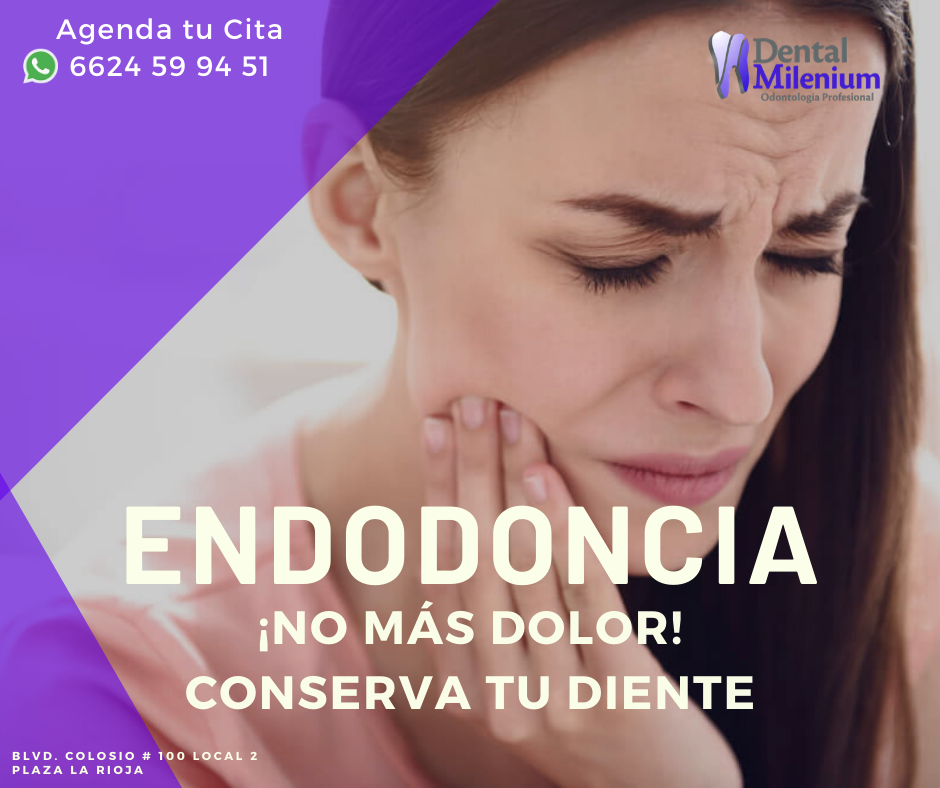 Agenda tu Cita
6624 59 94 51
Dental
Milenium
Odontología Profesional
ENDODONCIA
¡NO MÁS DOLOR!
CONSERVA TU DIENTE
BLVD. COLOSIO # 100 LOCAL 2
PLAZA LA RIOJA